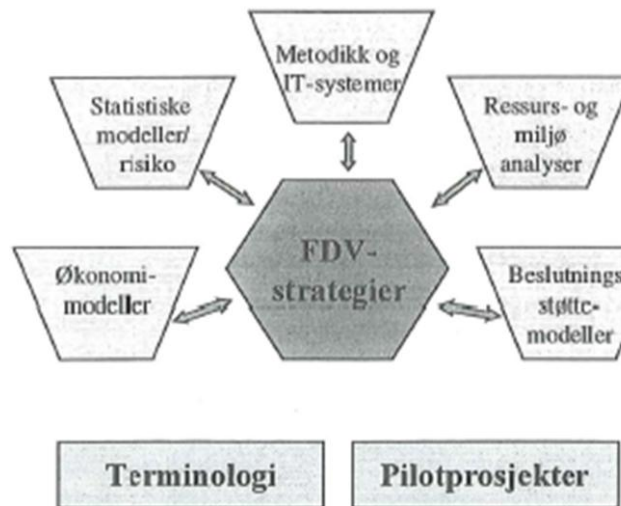 Metodikk og
IT-systemer
Statistiske
modeller/
risiko
Ressurs- og
miljø
analyser
FDV-
strategier
Økonomi-
modeller
Beslutnings
støtte-
modeller
Terminologi
Pilotprosjekter